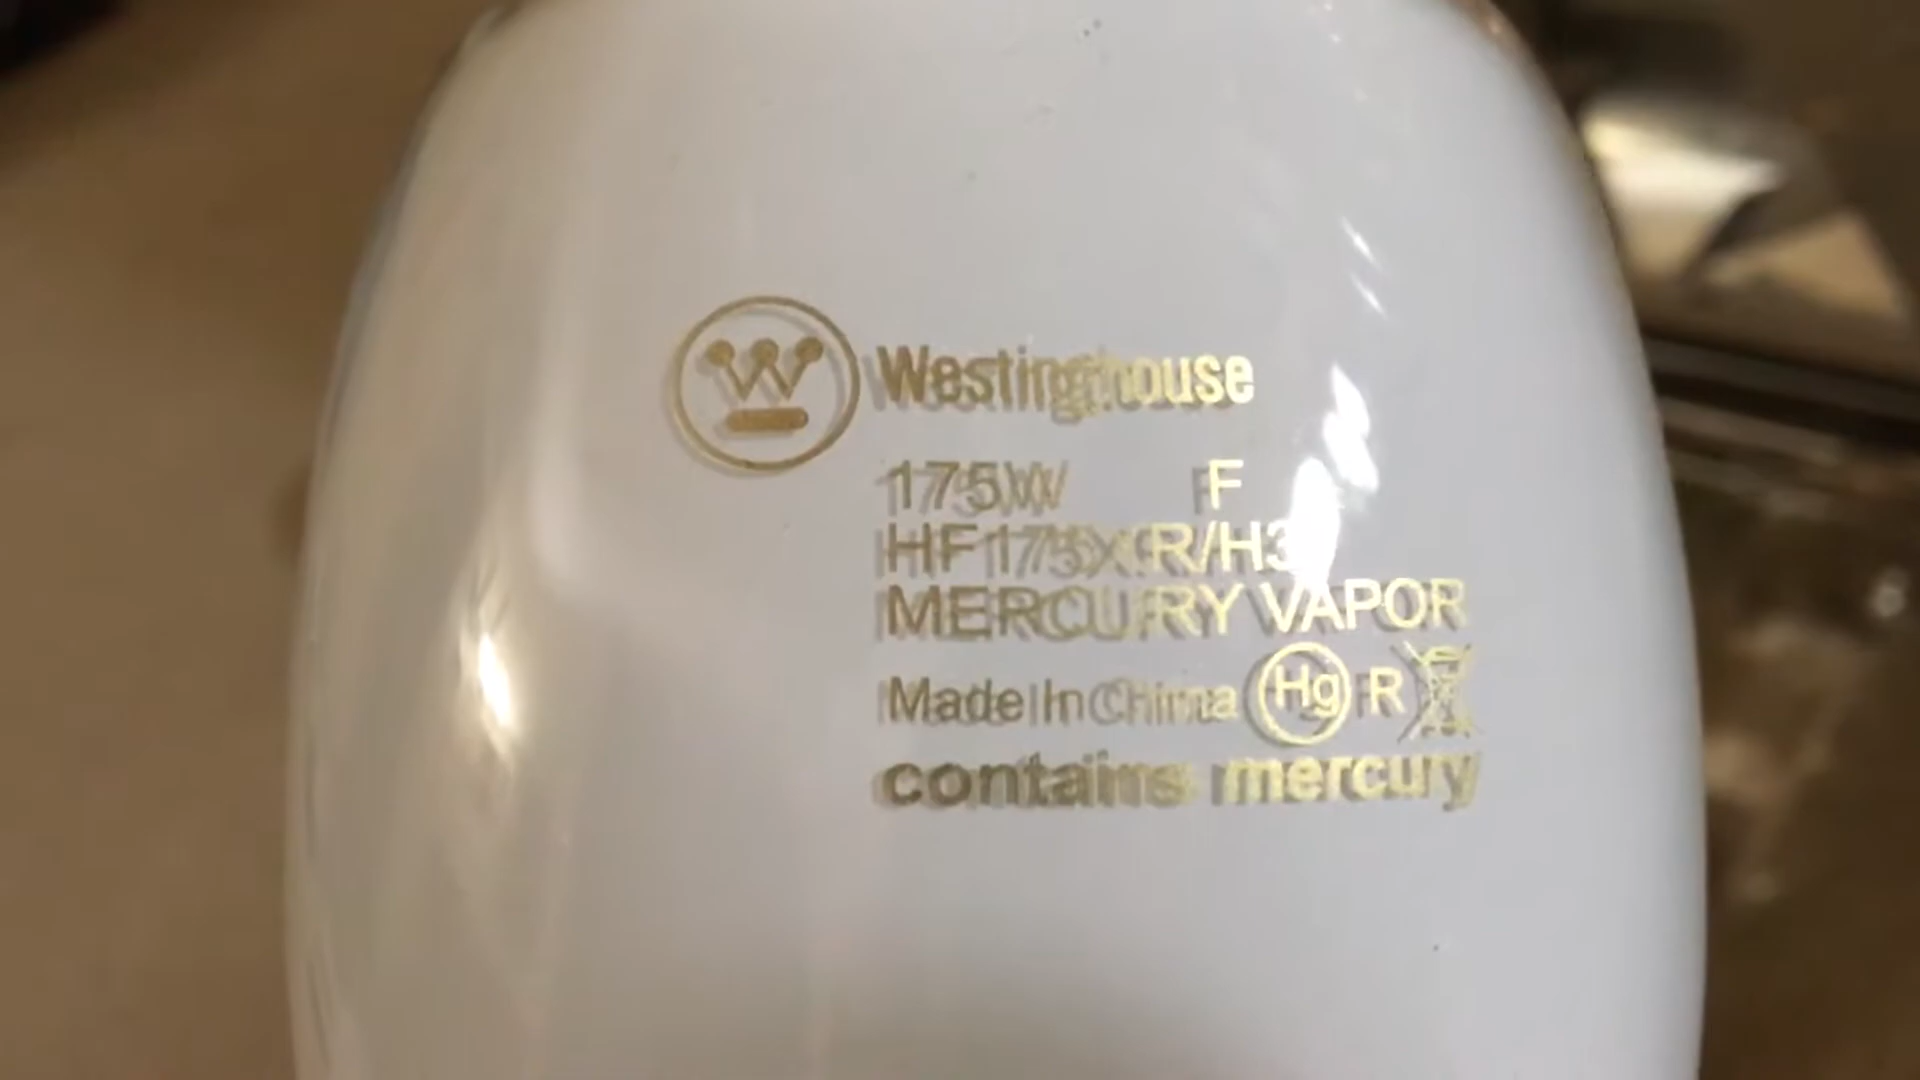 W Westinghouse
175W F
HF175XR/H3
MERCURY VAPOR
Made In China Hg R
contains mercury